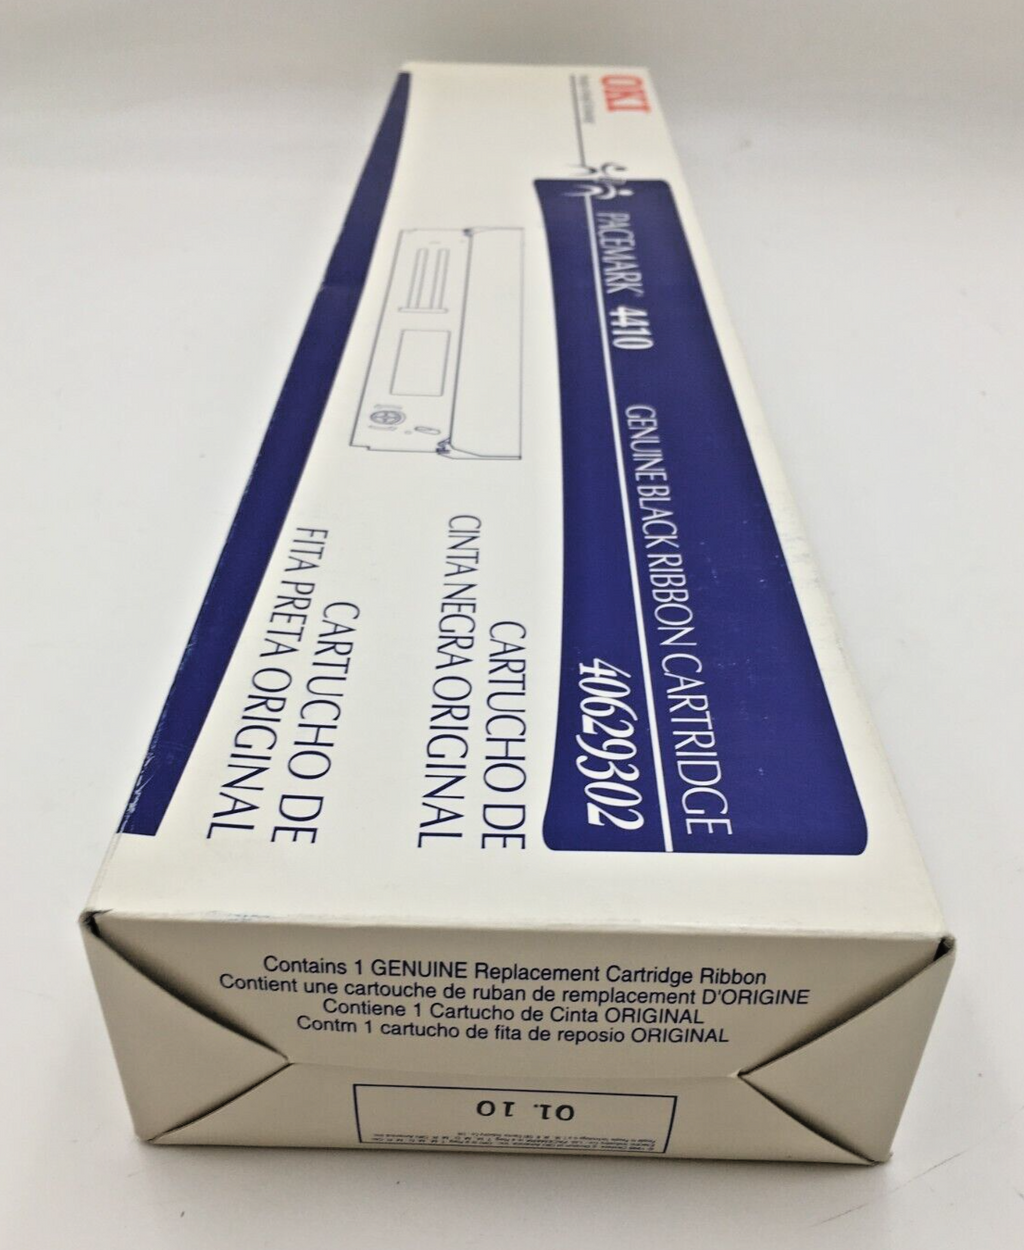 OKI
PACEMARK 4410
GENUINE BLACK RIBBON CARTRIDGE
40629302
CARTUCHO DE
CINTA NEGRA ORIGINAL
CARTUCHO DE
FITA PRETA ORIGINAL
Contains 1 GENUINE Replacement Cartridge Ribbon
Contient une cartouche de ruban de remplacement D'ORIGINE
Contiene 1 Cartucho de Cinta ORIGINAL
Contm 1 cartucho de fita de reposio ORIGINAL
01. 10